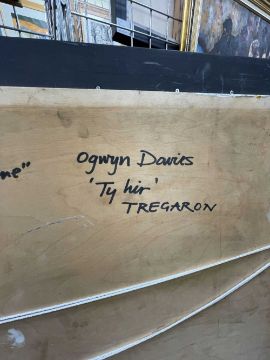 ne"
Ogwyn Davies
'Ty hir'
TREGARON